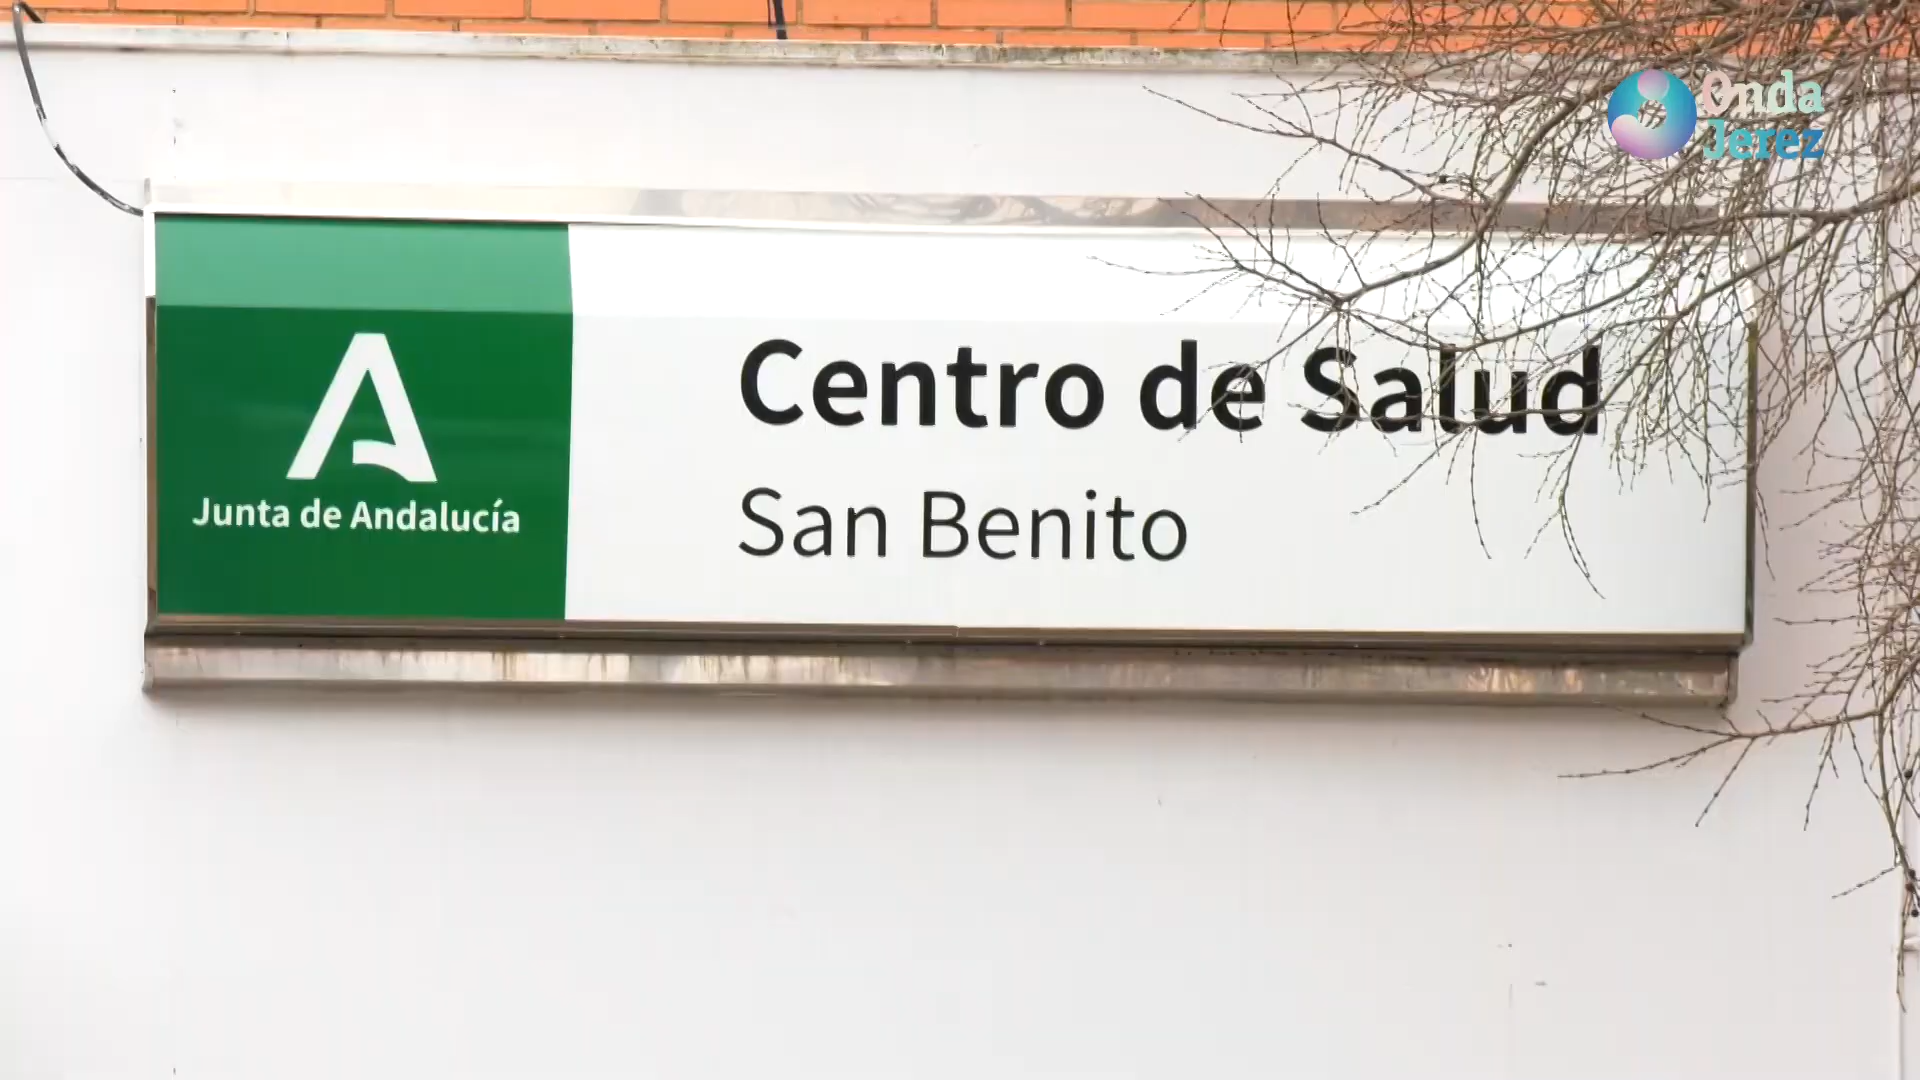 Onda
Jerez
Centro de Salud
San Benito
Junta de Andalucía